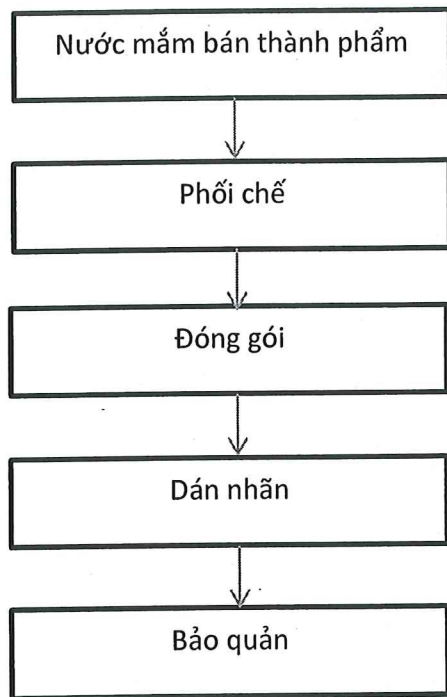 Nước mắm bán thành phẩm
Phối chế
Đóng gói
Dán nhãn
Bảo quản